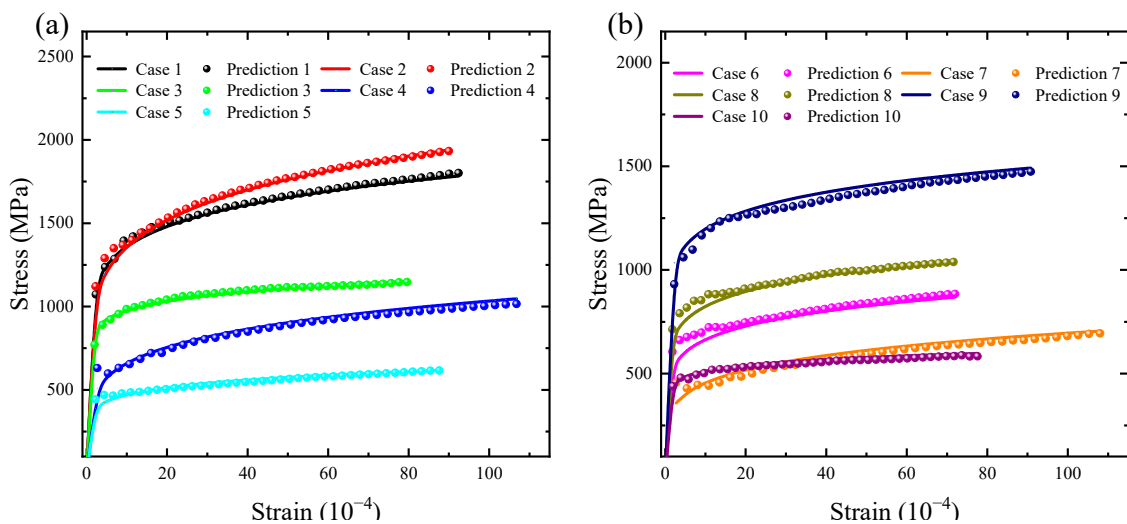 (a)
2500
Case 1 Prediction 1 Case 2 Prediction 2
Case 3 Prediction 3 Case 4 Prediction 4
Case 5 Prediction 5
2000
1500
1000
500
0 20 40 60 80 100
Stress (MPa)
Strain (10⁻⁴)
(b)
2000
Case 6 Prediction 6 Case 7 Prediction 7
Case 8 Prediction 8 Case 9 Prediction 9
Case 10 Prediction 10
1500
1000
500
0 20 40 60 80 100
Stress (MPa)
Strain (10⁻⁴)